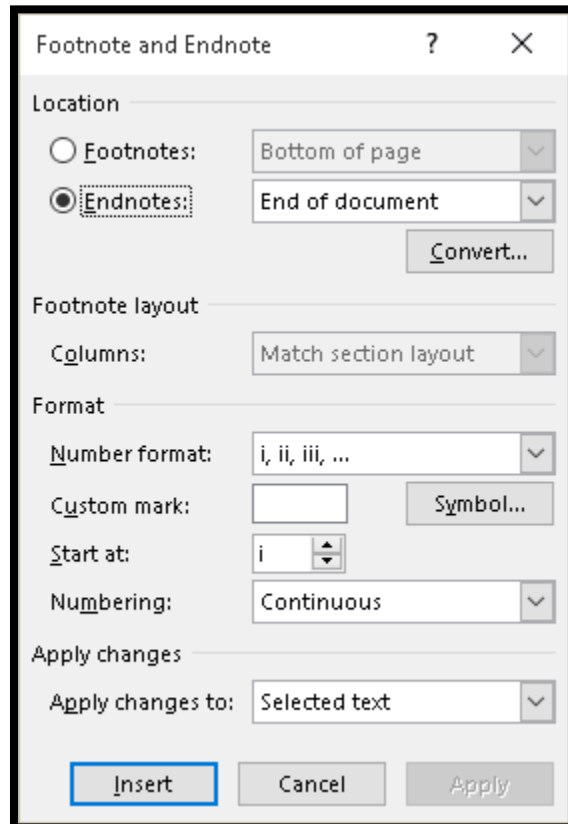 Footnote and Endnote ? ×
Location
Footnotes: Bottom of page
Endnotes: End of document
Convert...
Footnote layout
Columns: Match section layout
Format
Number format: i, ii, iii, ...
Custom mark: Symbol...
Start at: i
Numbering: Continuous
Apply changes
Apply changes to: Selected text
Insert Cancel Apply